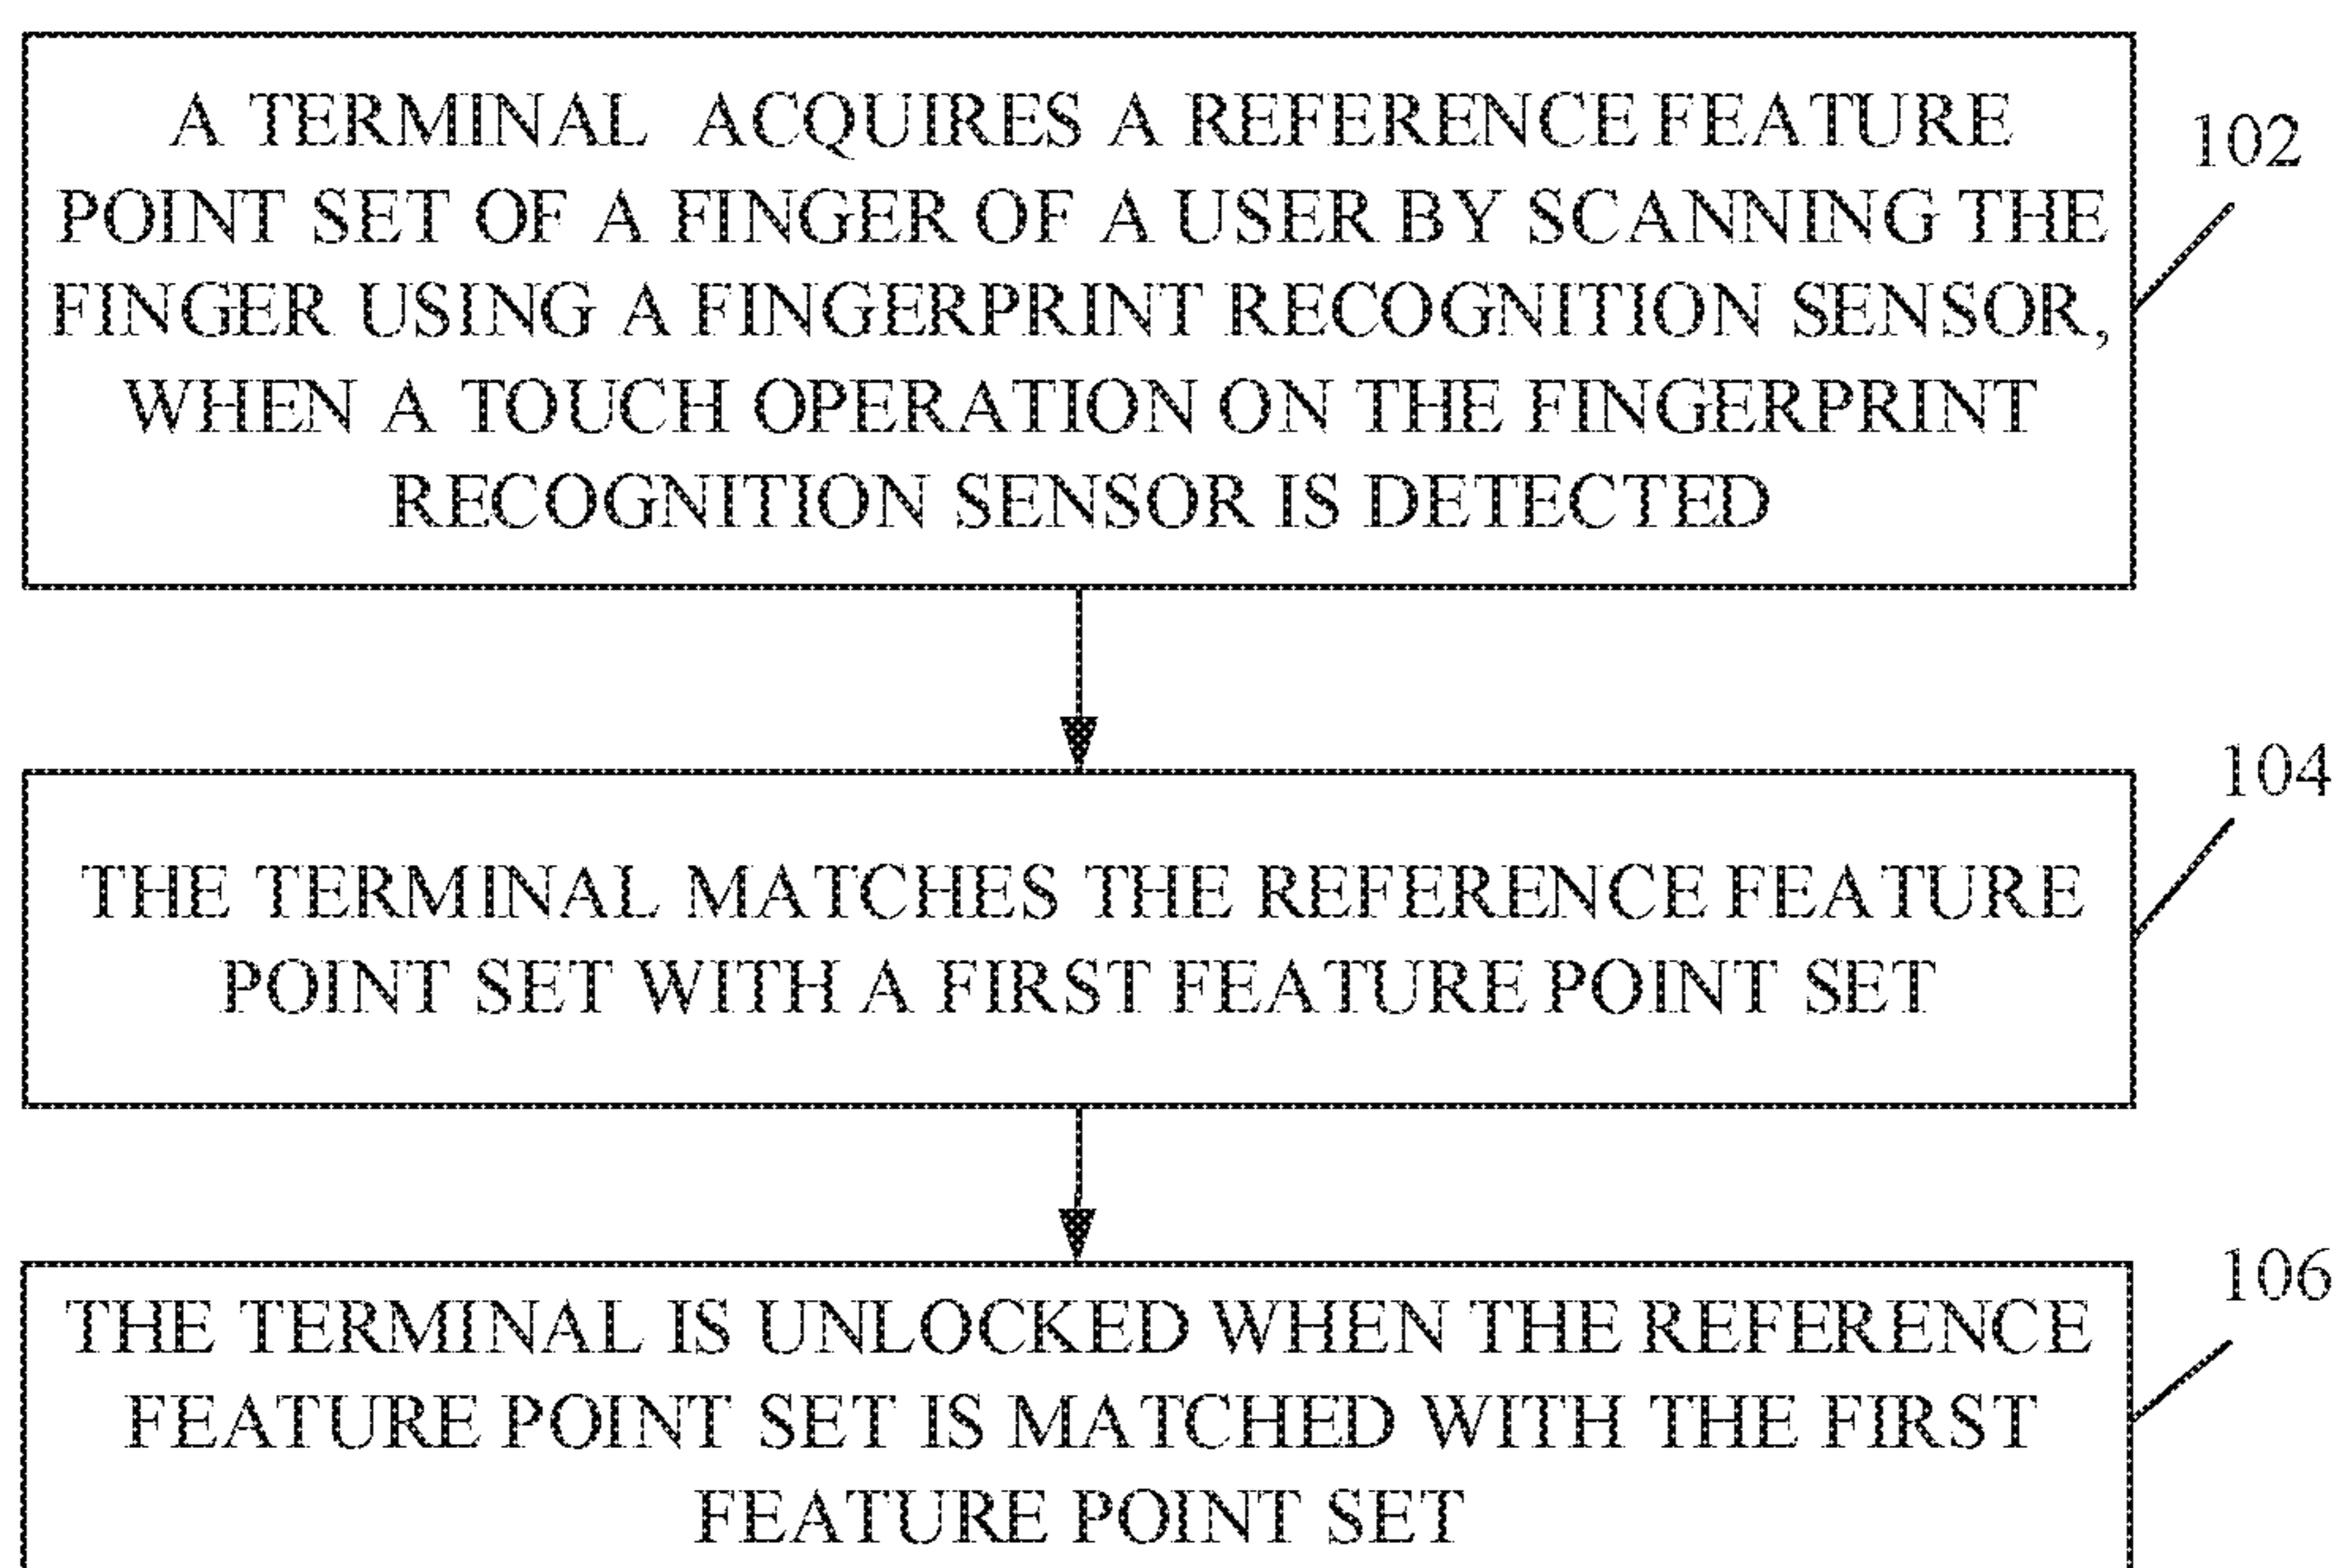 A TERMINAL ACQUIRES A REFERENCE FEATURE
POINT SET OF A FINGER OF A USER BY SCANNING THE
FINGER USING A FINGERPRINT RECOGNITION SENSOR,
WHEN A TOUCH OPERATION ON THE FINGERPRINT
RECOGNITION SENSOR IS DETECTED
102
THE TERMINAL MATCHES THE REFERENCE FEATURE
POINT SET WITH A FIRST FEATURE POINT SET
104
THE TERMINAL IS UNLOCKED WHEN THE REFERENCE
FEATURE POINT SET IS MATCHED WITH THE FIRST
FEATURE POINT SET
106